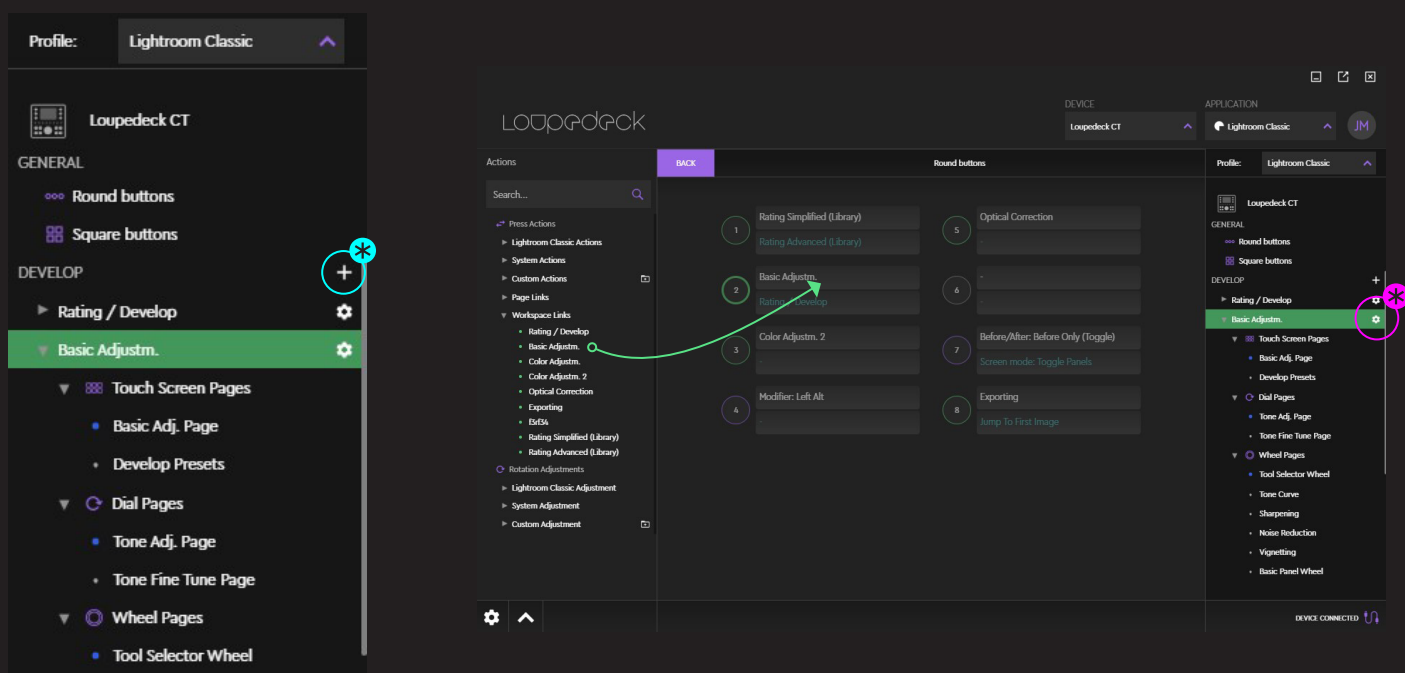 Profile:
Lightroom Classic
Loupedeck CT
GENERAL
Round buttons
Square buttons
DEVELOP
Rating / Develop
Basic Adjustm.
Touch Screen Pages
Basic Adj. Page
Develop Presets
Dial Pages
Tone Adj. Page
Tone Fine Tune Page
Wheel Pages
Tool Selector Wheel
Loupedeck
DEVICE
Loupedeck CT
APPLICATION
Lightroom Classic
JM
Actions
Search...
Press Actions
Lightroom Classic Actions
System Actions
Custom Actions
Page Links
Workspace Links
Rating / Develop
Basic Adjustm.
Color Adjustm.
Color Adjustm. 2
Optical Correction
Exporting
f3rf34
Rating Simplified (Library)
Rating Advanced (Library)
Rotation Adjustments
Lightroom Classic Adjustment
System Adjustment
Custom Adjustment
BACK
Round buttons
1
Rating Simplified (Library)
Rating Advanced (Library)
2
Basic Adjustm.
Rating / Develop
3
Color Adjustm. 2
-
4
Modifier: Left Alt
-
5
Optical Correction
-
6
-
-
7
Before/After: Before Only (Toggle)
Screen mode: Toggle Panels
8
Exporting
Jump To First Image
Profile:
Lightroom Classic
Loupedeck CT
GENERAL
Round buttons
Square buttons
DEVELOP
Rating / Develop
Basic Adjustm.
Touch Screen Pages
Basic Adj. Page
Develop Presets
Dial Pages
Tone Adj. Page
Tone Fine Tune Page
Wheel Pages
Tool Selector Wheel
Tone Curve
Sharpening
Noise Reduction
Vignetting
Basic Panel Wheel
DEVICE CONNECTED